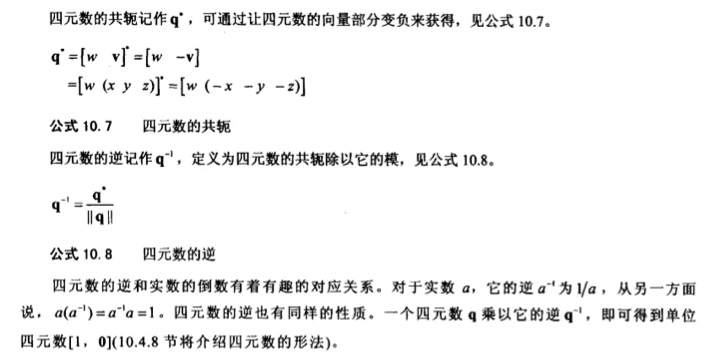 四元数的共轭记作 q*，可通过让四元数的向量部分变负来获得，见公式 10.7。
q*=[w v]*=[w −v]
=[w (x y z)]*=[w (−x −y −z)]
公式 10.7 四元数的共轭
四元数的逆记作 q⁻¹，定义为四元数的共轭除以它的模，见公式 10.8。
q⁻¹=q*/‖q‖
公式 10.8 四元数的逆
四元数的逆和实数的倒数有着有趣的对应关系。对于实数 a，它的逆 a⁻¹为 1/a，从另一方面
说，a(a⁻¹)=a⁻¹a=1。四元数的逆也有同样的性质。一个四元数 q 乘以它的逆 q⁻¹，即可得到单位
四元数[1，0](10.4.8 节将介绍四元数的形法)。